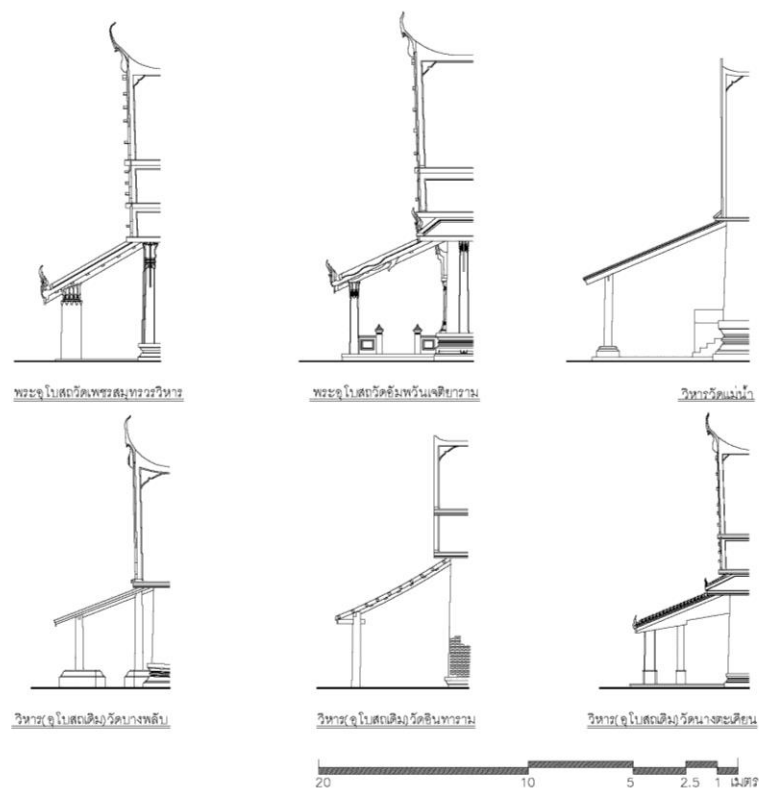 พระอุโบสถวัดเพชรสมุทรวรวิหาร
พระอุโบสถวัดอัมพวันเจติยาราม
วิหารวัดแม่น้ำ
วิหาร(อุโบสถเดิม)วัดบางพลับ
วิหาร(อุโบสถเดิม)วัดอินทาราม
วิหาร(อุโบสถเดิม)วัดนางตะเคียน
20 10 5 2.5 1 เมตร